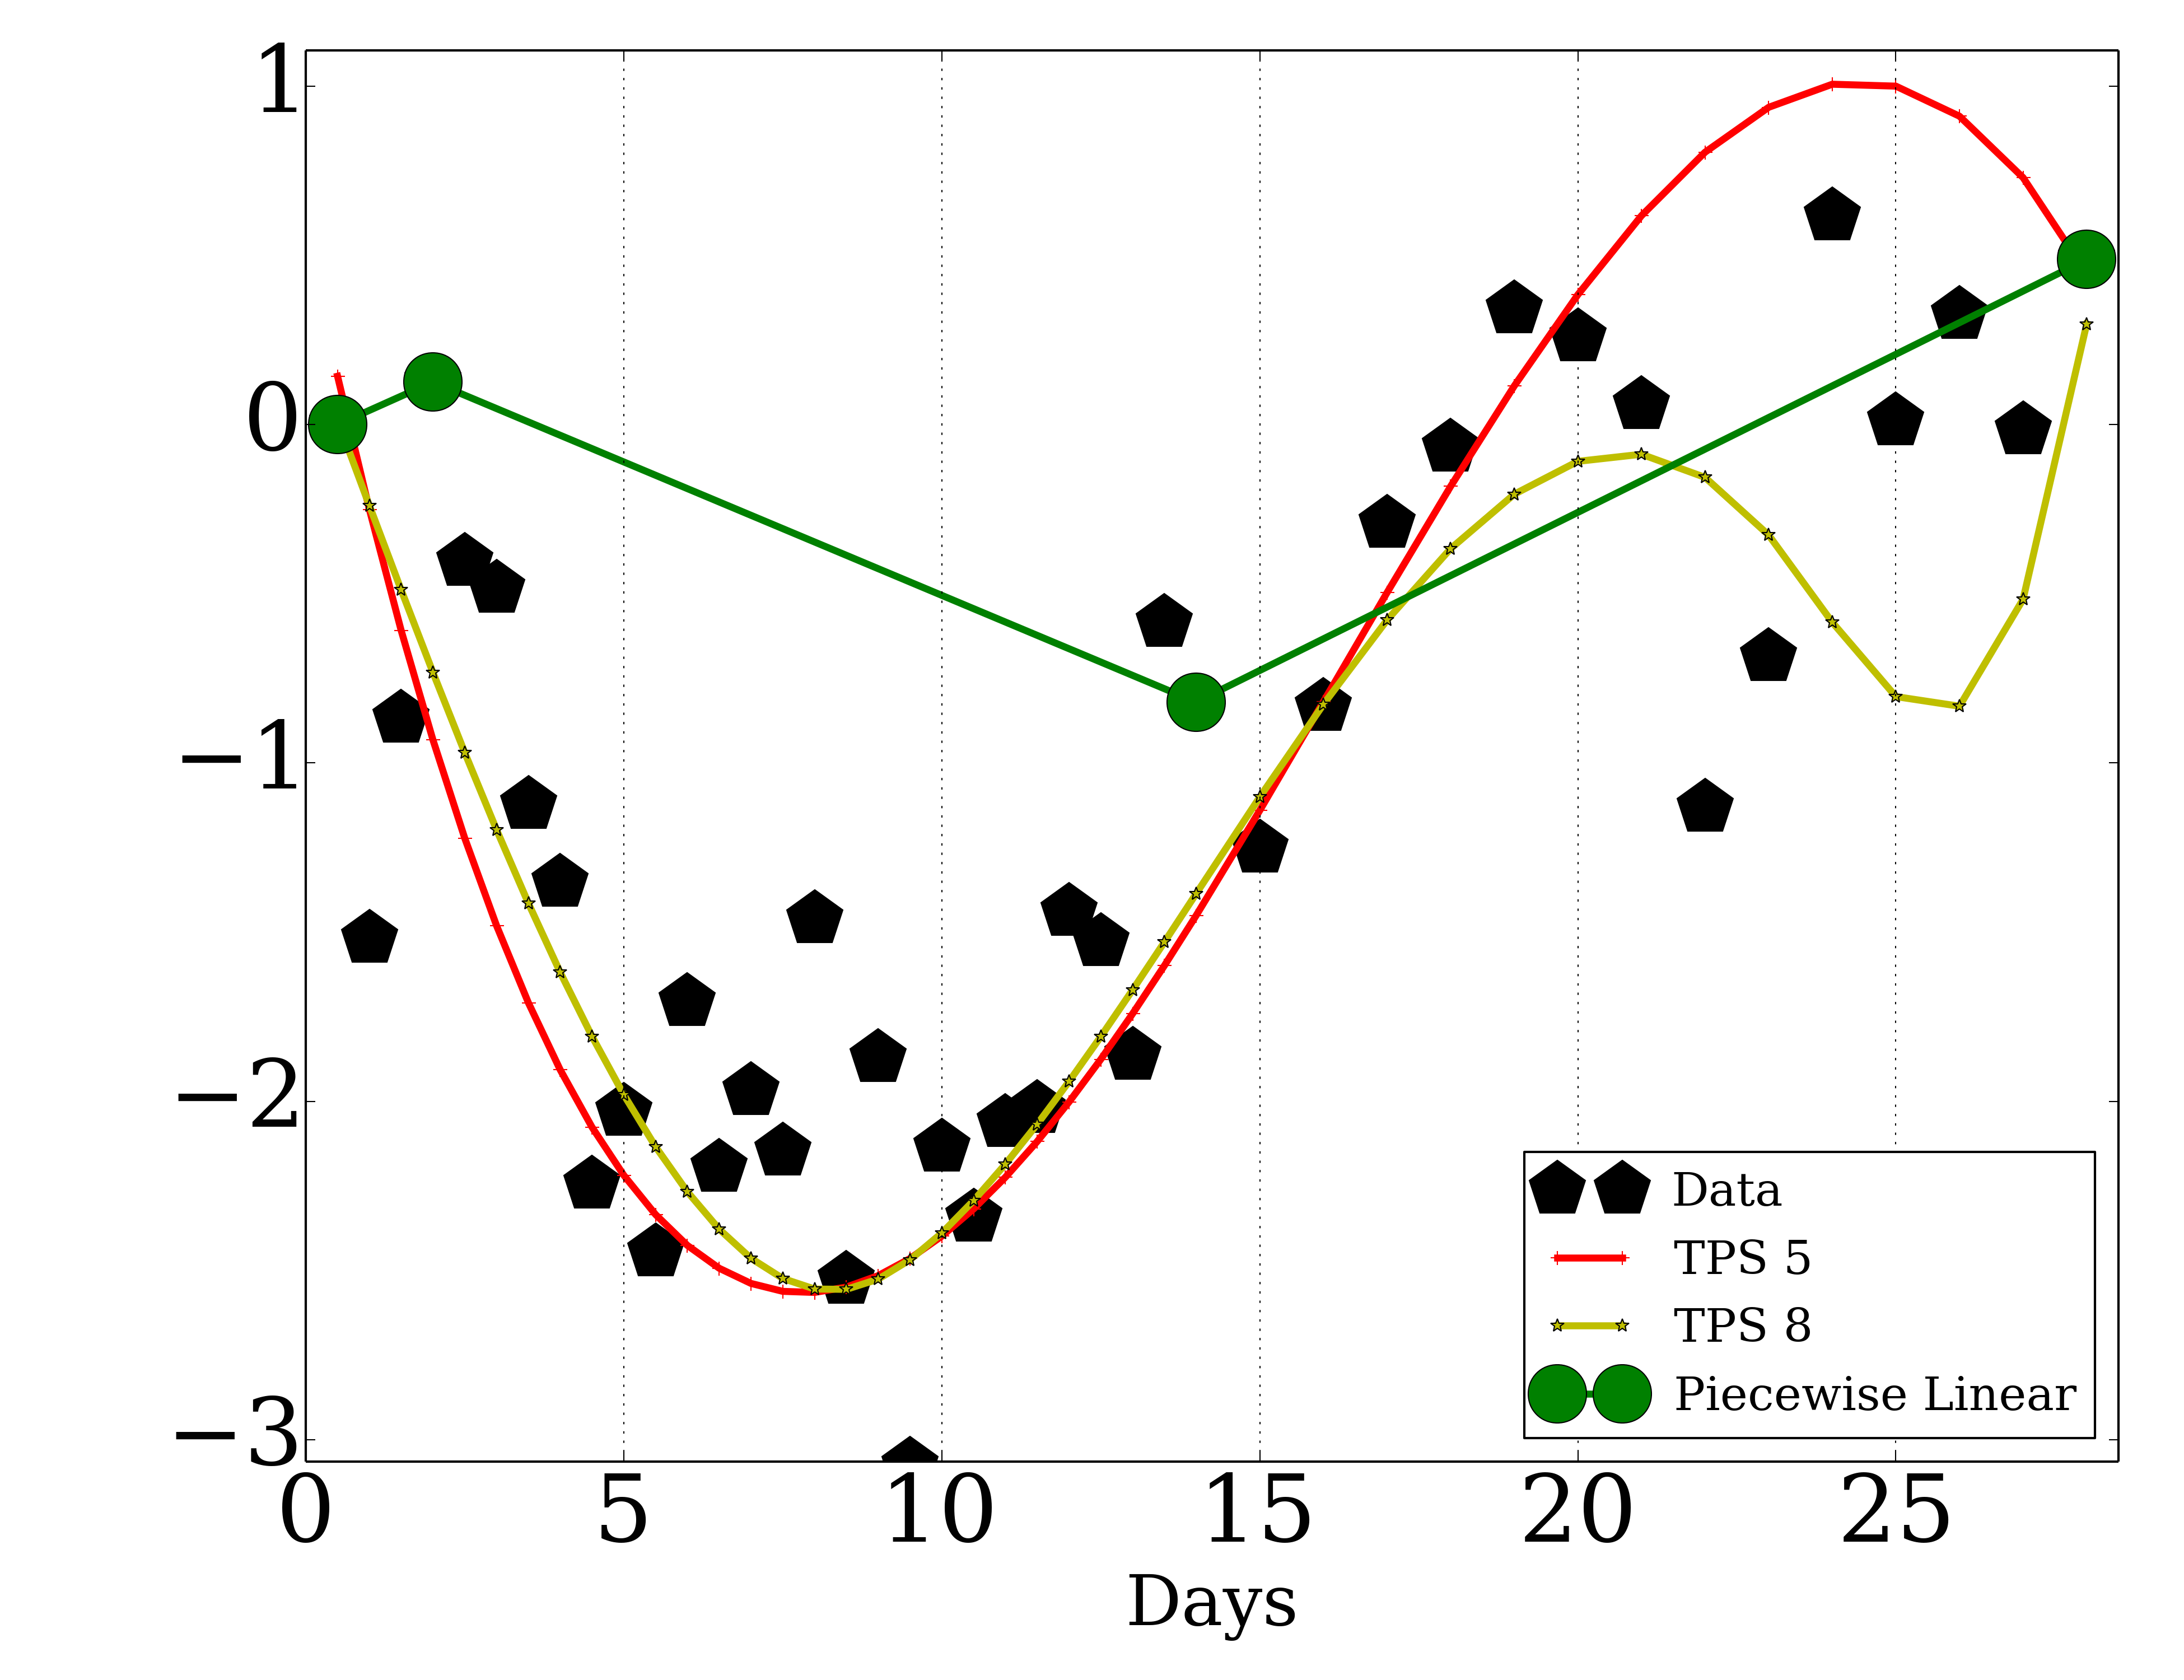 1
0
−1
−2
−3
0 5 10 15 20 25
Days
Data
TPS 5
TPS 8
Piecewise Linear